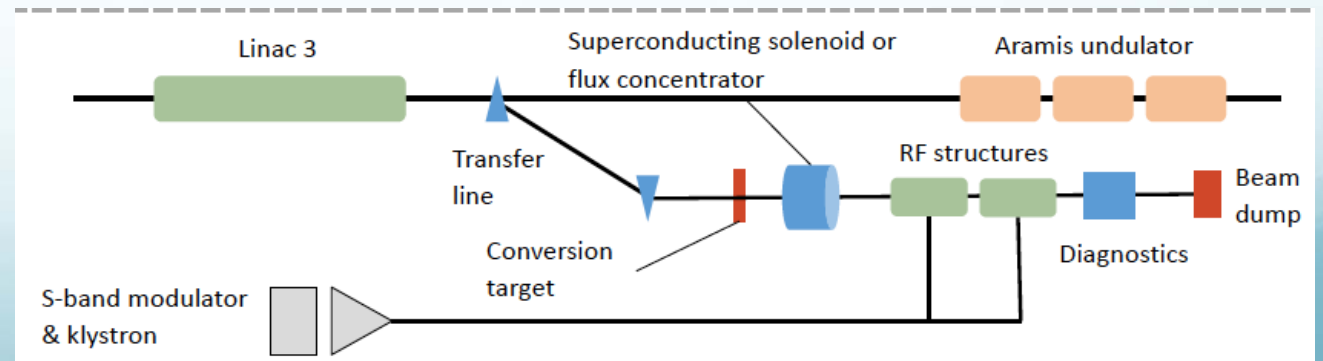 Linac 3
Superconducting solenoid or
flux concentrator
Aramis undulator
Transfer
line
RF structures
Beam
dump
Conversion
target
Diagnostics
S-band modulator
& klystron